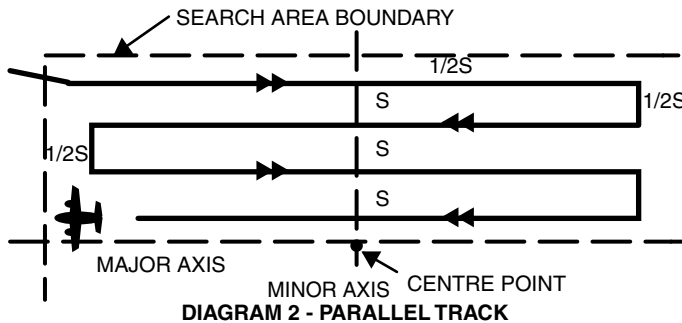 SEARCH AREA BOUNDARY
1/2S
S
1/2S
S
1/2S
S
MAJOR AXIS
CENTRE POINT
MINOR AXIS
DIAGRAM 2 - PARALLEL TRACK